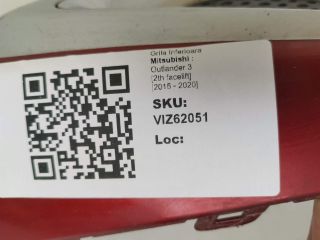 Grila Inferioara
Mitsubishi :
Outlander 3
[2th facelift]
[2015 - 2020]
SKU:
VIZ62051
Loc: